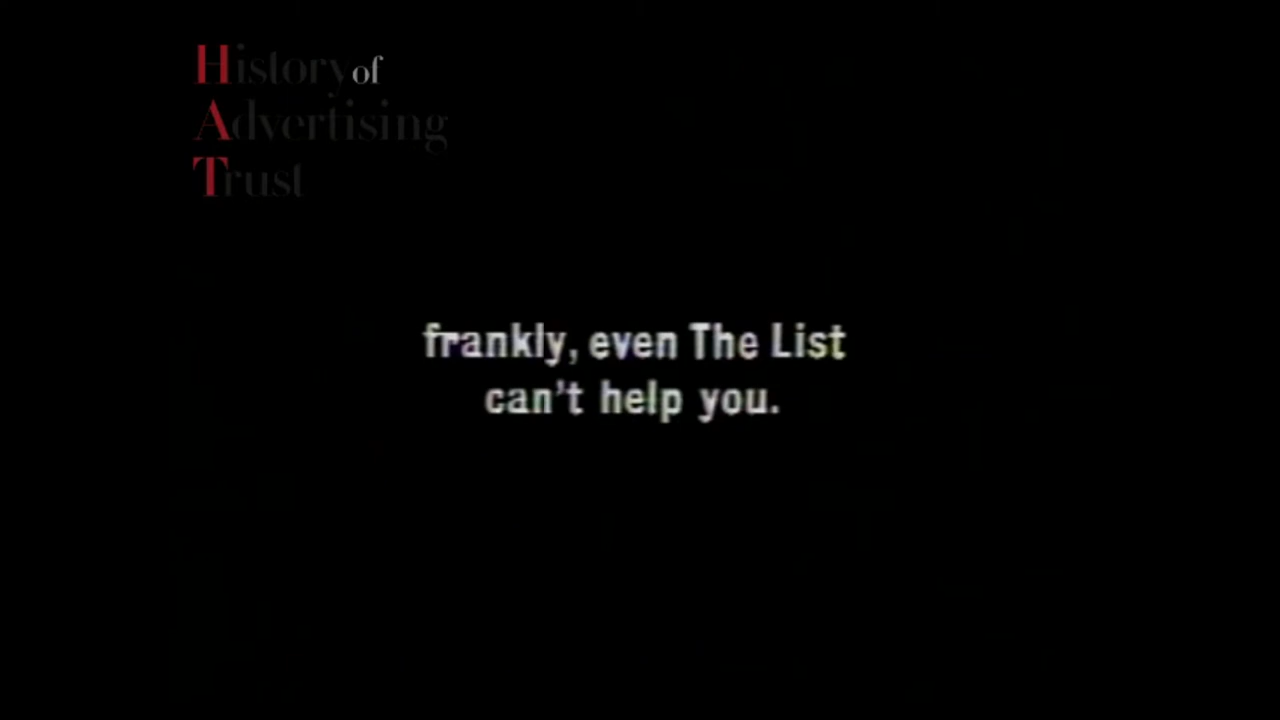 History of
Advertising
Trust
frankly, even The List
can't help you.